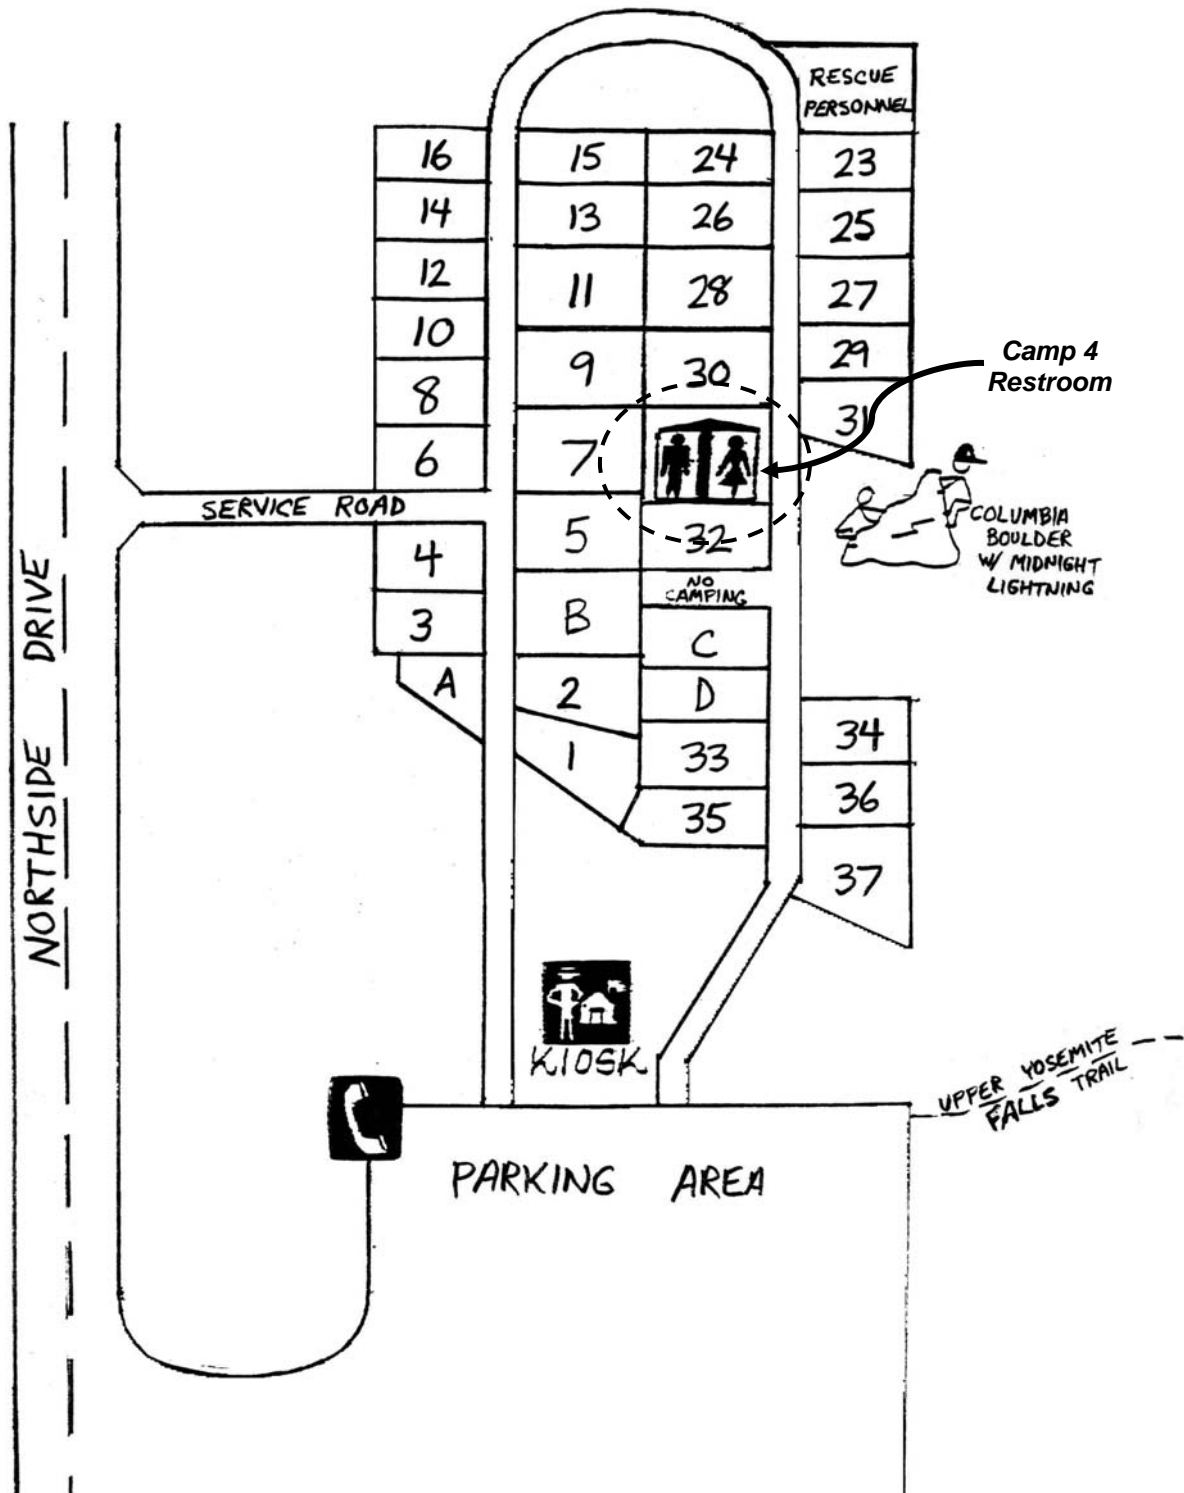 RESCUE
PERSONNEL
16
15
24
23
14
13
26
25
12
11
28
27
10
9
30
29
8
31
Camp 4
Restroom
6
7
SERVICE ROAD
5
32
COLUMBIA
BOULDER
W/ MIDNIGHT
LIGHTNING
4
NO
CAMPING
3
B
C
A
2
D
1
33
34
35
36
37
NORTHSIDE DRIVE
KIOSK
UPPER YOSEMITE
FALLS TRAIL
PARKING AREA